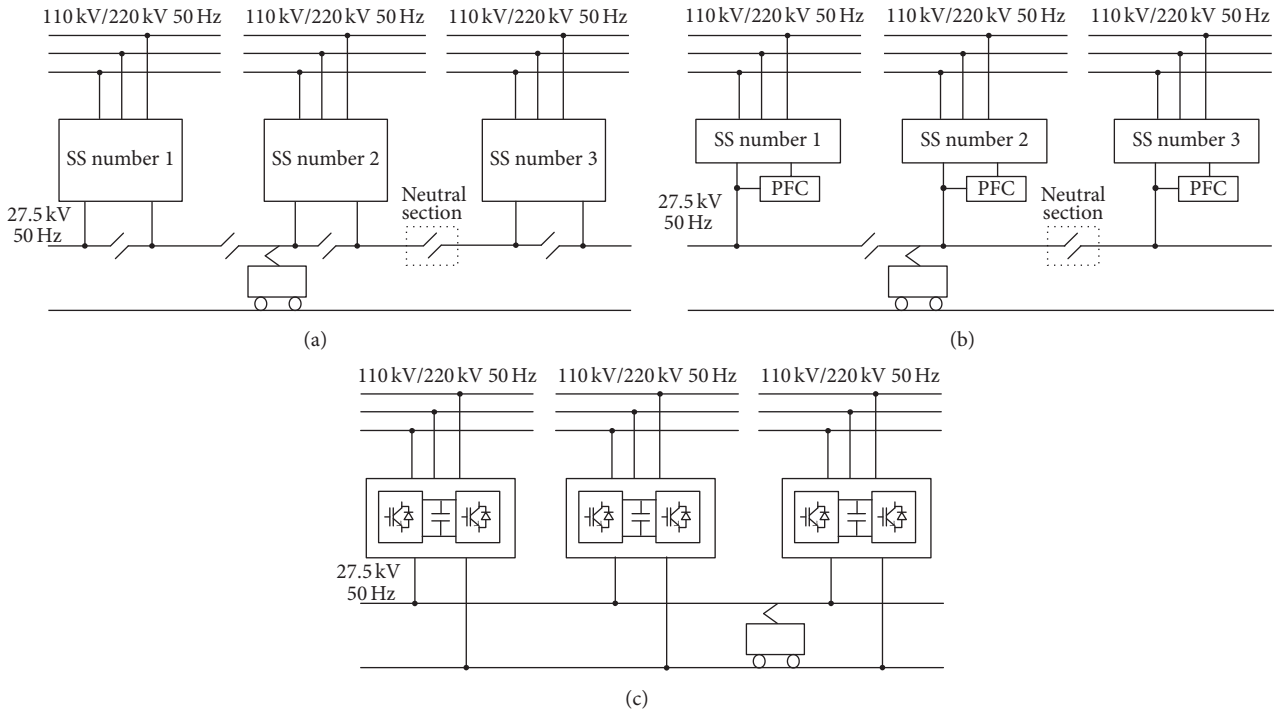 110 kV/220 kV 50 Hz 110 kV/220 kV 50 Hz 110 kV/220 kV 50 Hz
SS number 1 SS number 2 SS number 3
27.5 kV
50 Hz
Neutral
section
(a)
110 kV/220 kV 50 Hz 110 kV/220 kV 50 Hz 110 kV/220 kV 50 Hz
SS number 1 SS number 2 SS number 3
PFC PFC PFC
27.5 kV
50 Hz
Neutral
section
(b)
110 kV/220 kV 50 Hz 110 kV/220 kV 50 Hz 110 kV/220 kV 50 Hz
27.5 kV
50 Hz
(c)